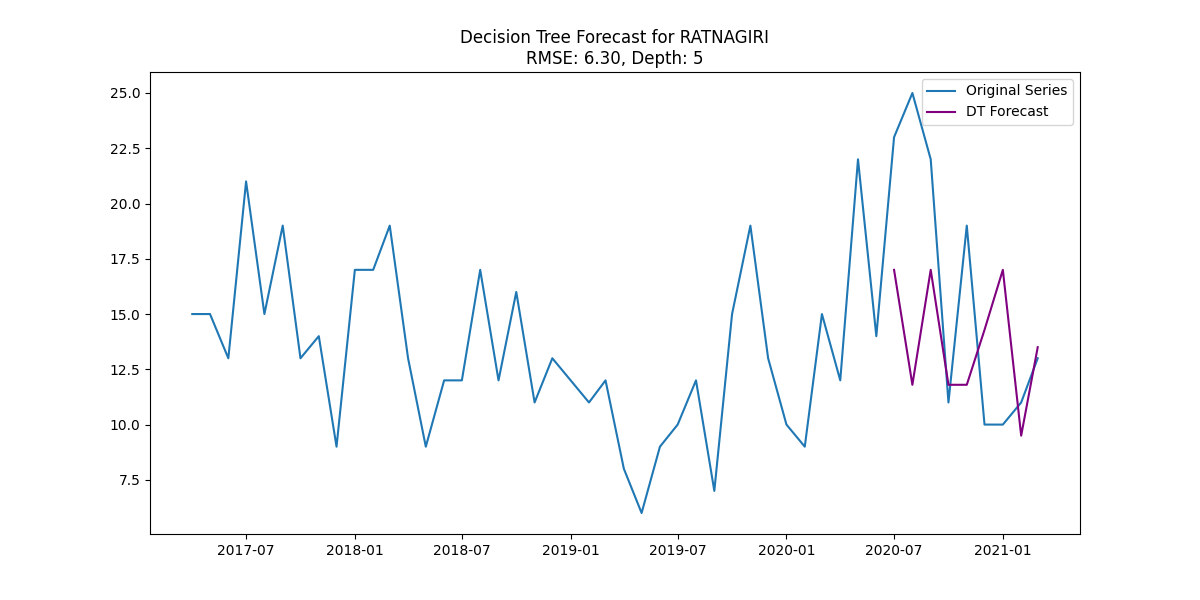 Decision Tree Forecast for RATNAGIRI
RMSE: 6.30, Depth: 5
Original Series
DT Forecast
25.0
22.5
20.0
17.5
15.0
12.5
10.0
7.5
2017-07 2018-01 2018-07 2019-01 2019-07 2020-01 2020-07 2021-01